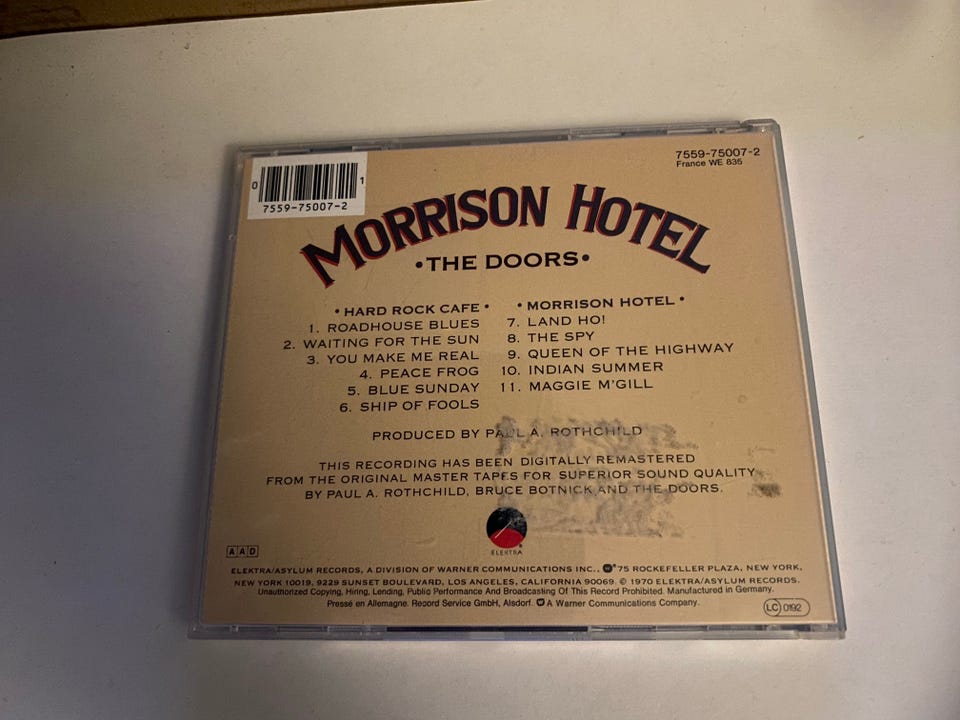 0 1
7559-75007-2
7559-75007-2
France WE 835
MORRISON HOTEL
•THE DOORS•
• HARD ROCK CAFE •
1. ROADHOUSE BLUES
2. WAITING FOR THE SUN
3. YOU MAKE ME REAL
4. PEACE FROG
5. BLUE SUNDAY
6. SHIP OF FOOLS
• MORRISON HOTEL •
7. LAND HO!
8. THE SPY
9. QUEEN OF THE HIGHWAY
10. INDIAN SUMMER
11. MAGGIE M'GILL
PRODUCED BY PAUL A. ROTHCHILD
THIS RECORDING HAS BEEN DIGITALLY REMASTERED
FROM THE ORIGINAL MASTER TAPES FOR SUPERIOR SOUND QUALITY
BY PAUL A. ROTHCHILD, BRUCE BOTNICK AND THE DOORS.
ELEKTRA
AAD
ELEKTRA/ASYLUM RECORDS, A DIVISION OF WARNER COMMUNICATIONS INC., 75 ROCKEFELLER PLAZA, NEW YORK,
NEW YORK 10019, 9229 SUNSET BOULEVARD, LOS ANGELES, CALIFORNIA 90069. © 1970 ELEKTRA/ASYLUM RECORDS.
Unauthorized Copying, Hiring, Lending, Public Performance And Broadcasting Of This Record Prohibited. Manufactured in Germany.
Pressé en Allemagne. Record Service GmbH, Alsdorf. A Warner Communications Company.
LC 0192